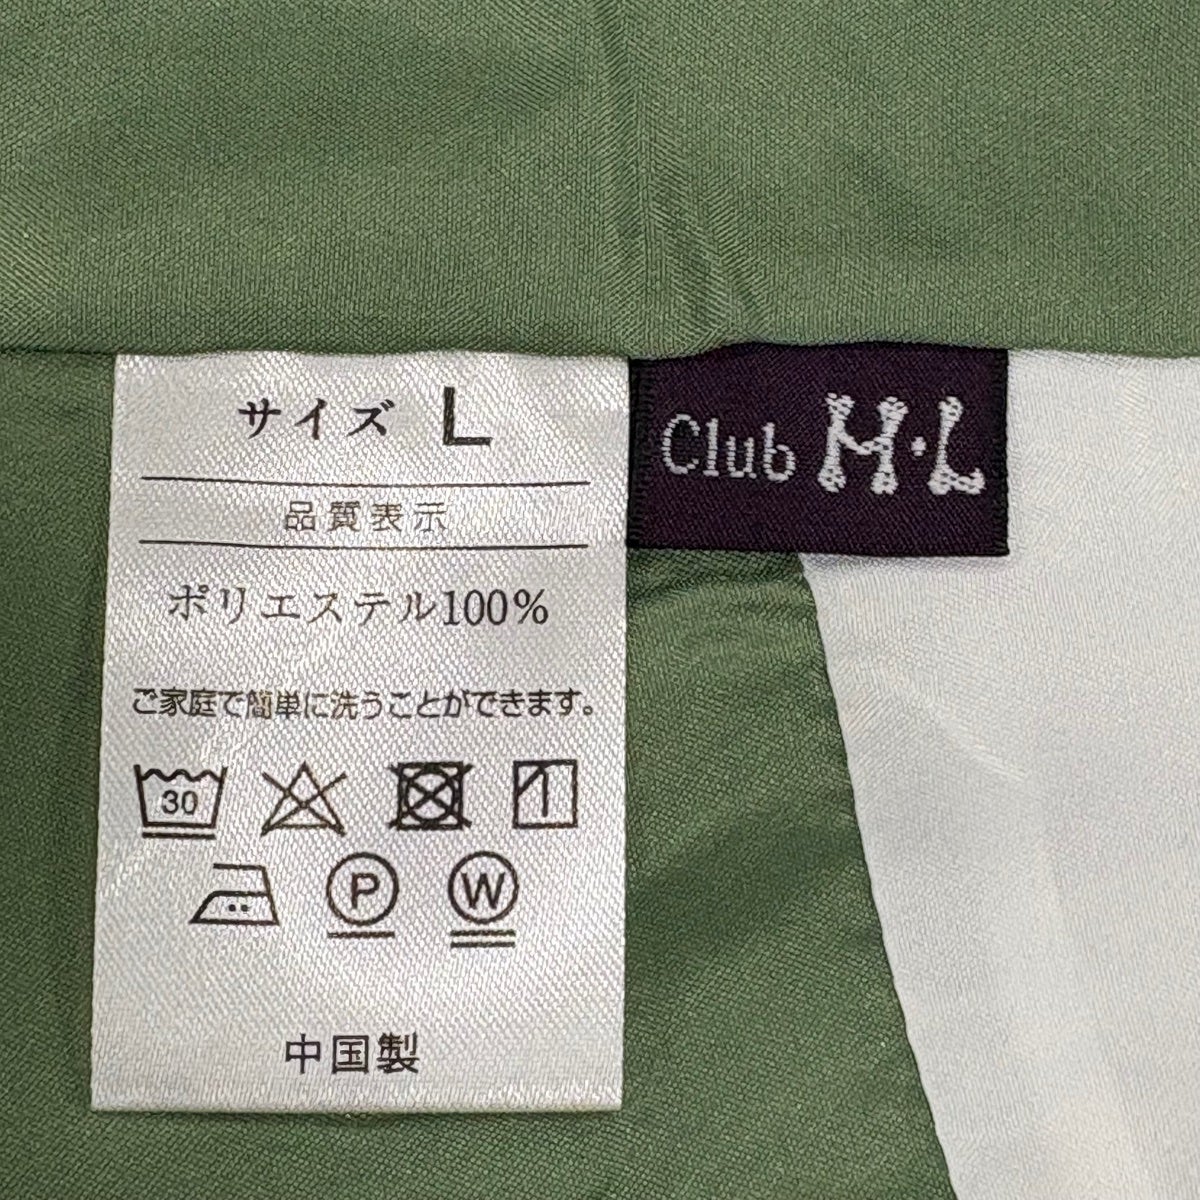 サイズ L
品質表示
ポリエステル100%
ご家庭で簡単に洗うことができます。
30
P W
中国製
Club M・L